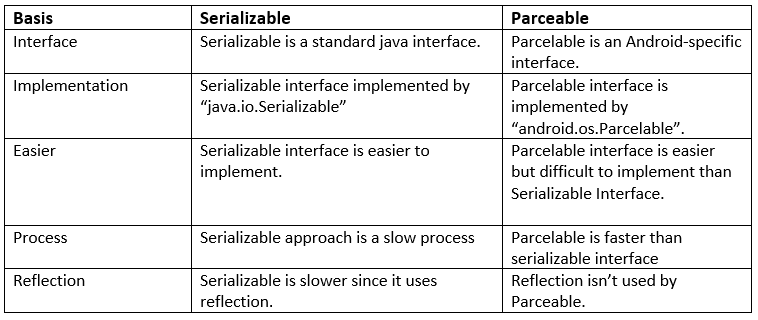 Basis Serializable Parceable
Interface Serializable is a standard java interface. Parcelable is an Android-specific
interface.
Implementation Serializable interface implemented by Parcelable interface is
“java.io.Serializable” implemented by
“android.os.Parcelable”.
Easier Serializable interface is easier to Parcelable interface is easier
implement. but difficult to implement than
Serializable Interface.
Process Serializable approach is a slow process Parcelable is faster than
serializable interface
Reflection Serializable is slower since it uses Reflection isn’t used by
reflection. Parceable.